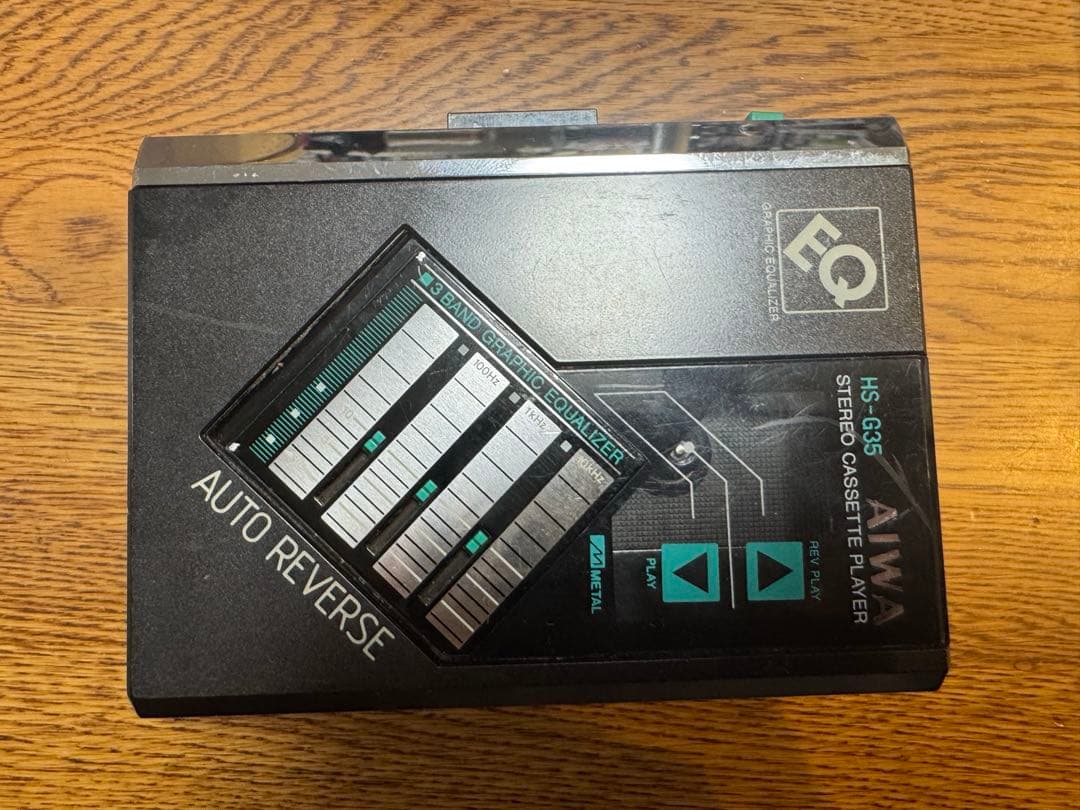 EQ
GRAPHIC EQUALIZER
HS-G35
STEREO CASSETTE PLAYER
AIWA
REV PLAY
PLAY
METAL
3 BAND GRAPHIC EQUALIZER
100Hz
1kHz
10kHz
10
AUTO REVERSE